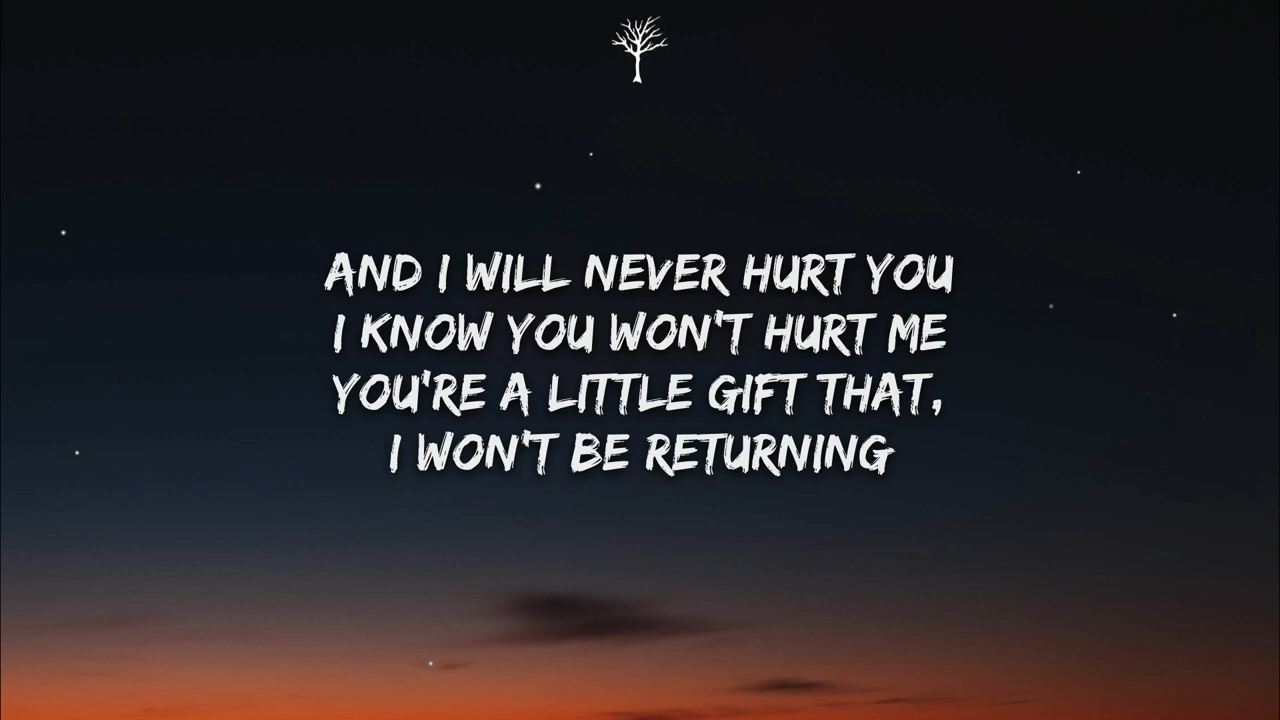 AND I WILL NEVER HURT YOU
I KNOW YOU WON'T HURT ME
YOU'RE A LITTLE GIFT THAT,
I WON'T BE RETURNING